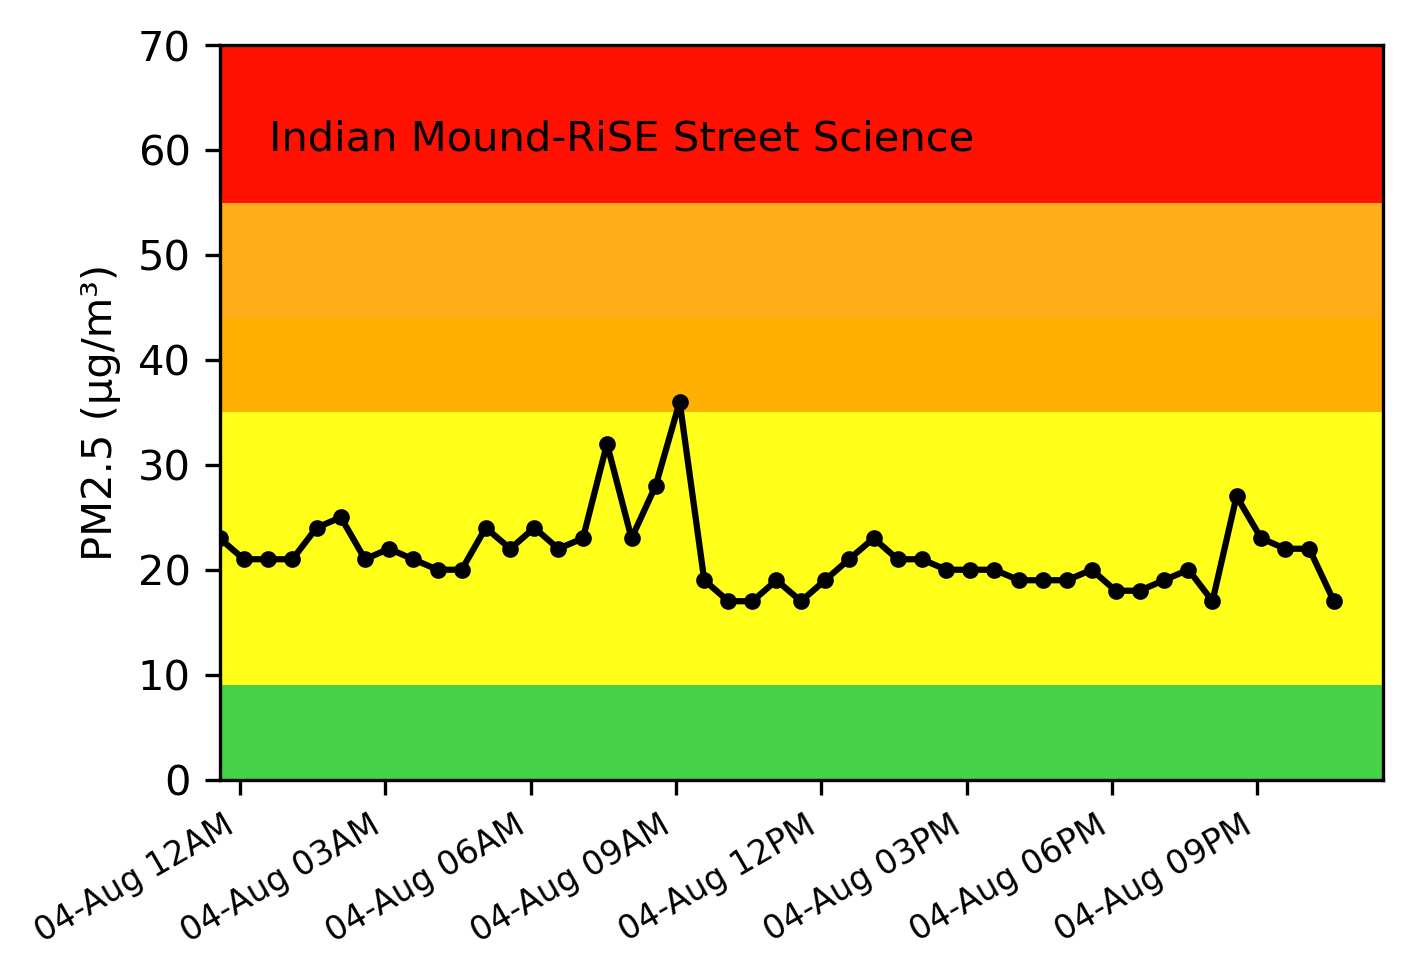 Indian Mound-RiSE Street Science
PM2.5 (µg/m³)
70
60
50
40
30
20
10
0
04-Aug 12AM
04-Aug 03AM
04-Aug 06AM
04-Aug 09AM
04-Aug 12PM
04-Aug 03PM
04-Aug 06PM
04-Aug 09PM